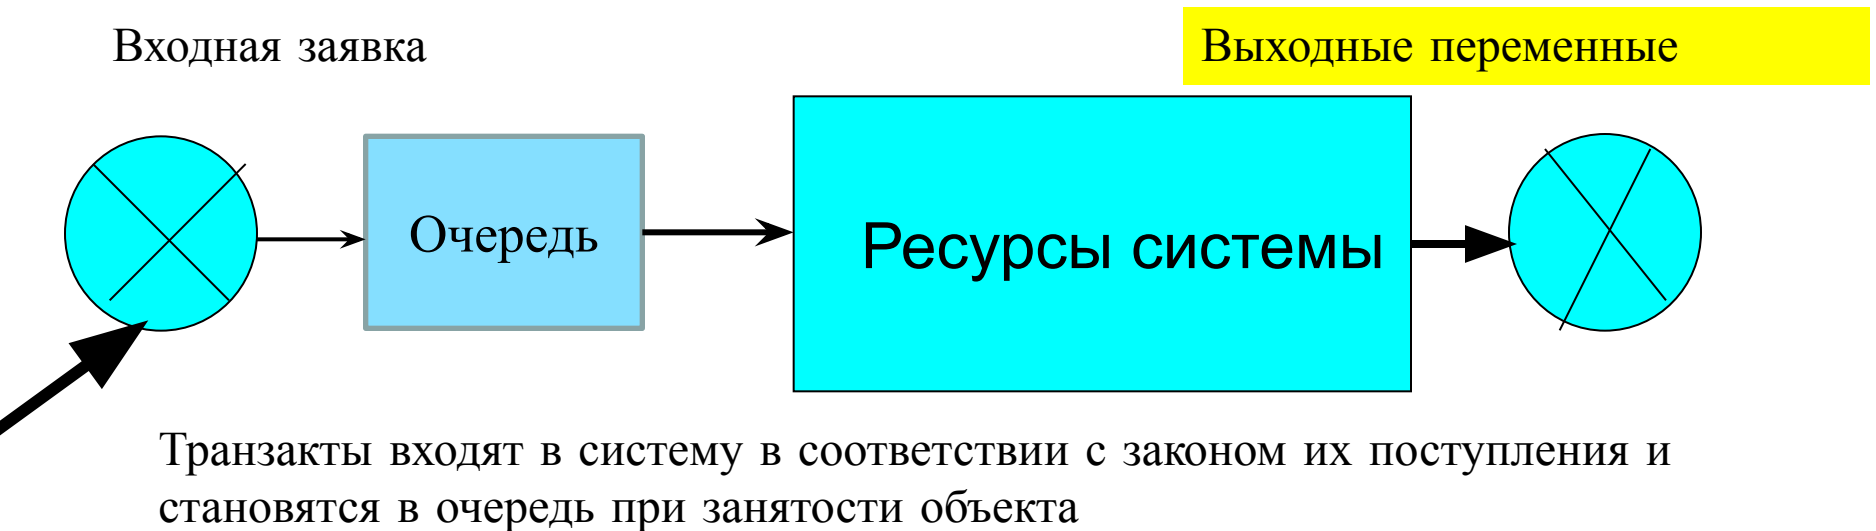 Входная заявка
Выходные переменные
Очередь
Ресурсы системы
Транзакты входят в систему в соответствии с законом их поступления и
становятся в очередь при занятости объекта